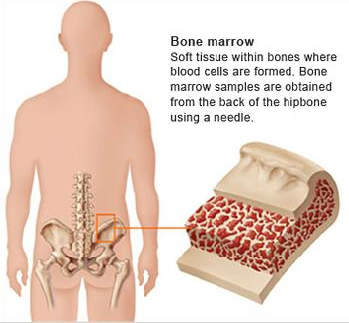 Bone marrow
Soft tissue within bones where
blood cells are formed. Bone
marrow samples are obtained
from the back of the hipbone
using a needle.